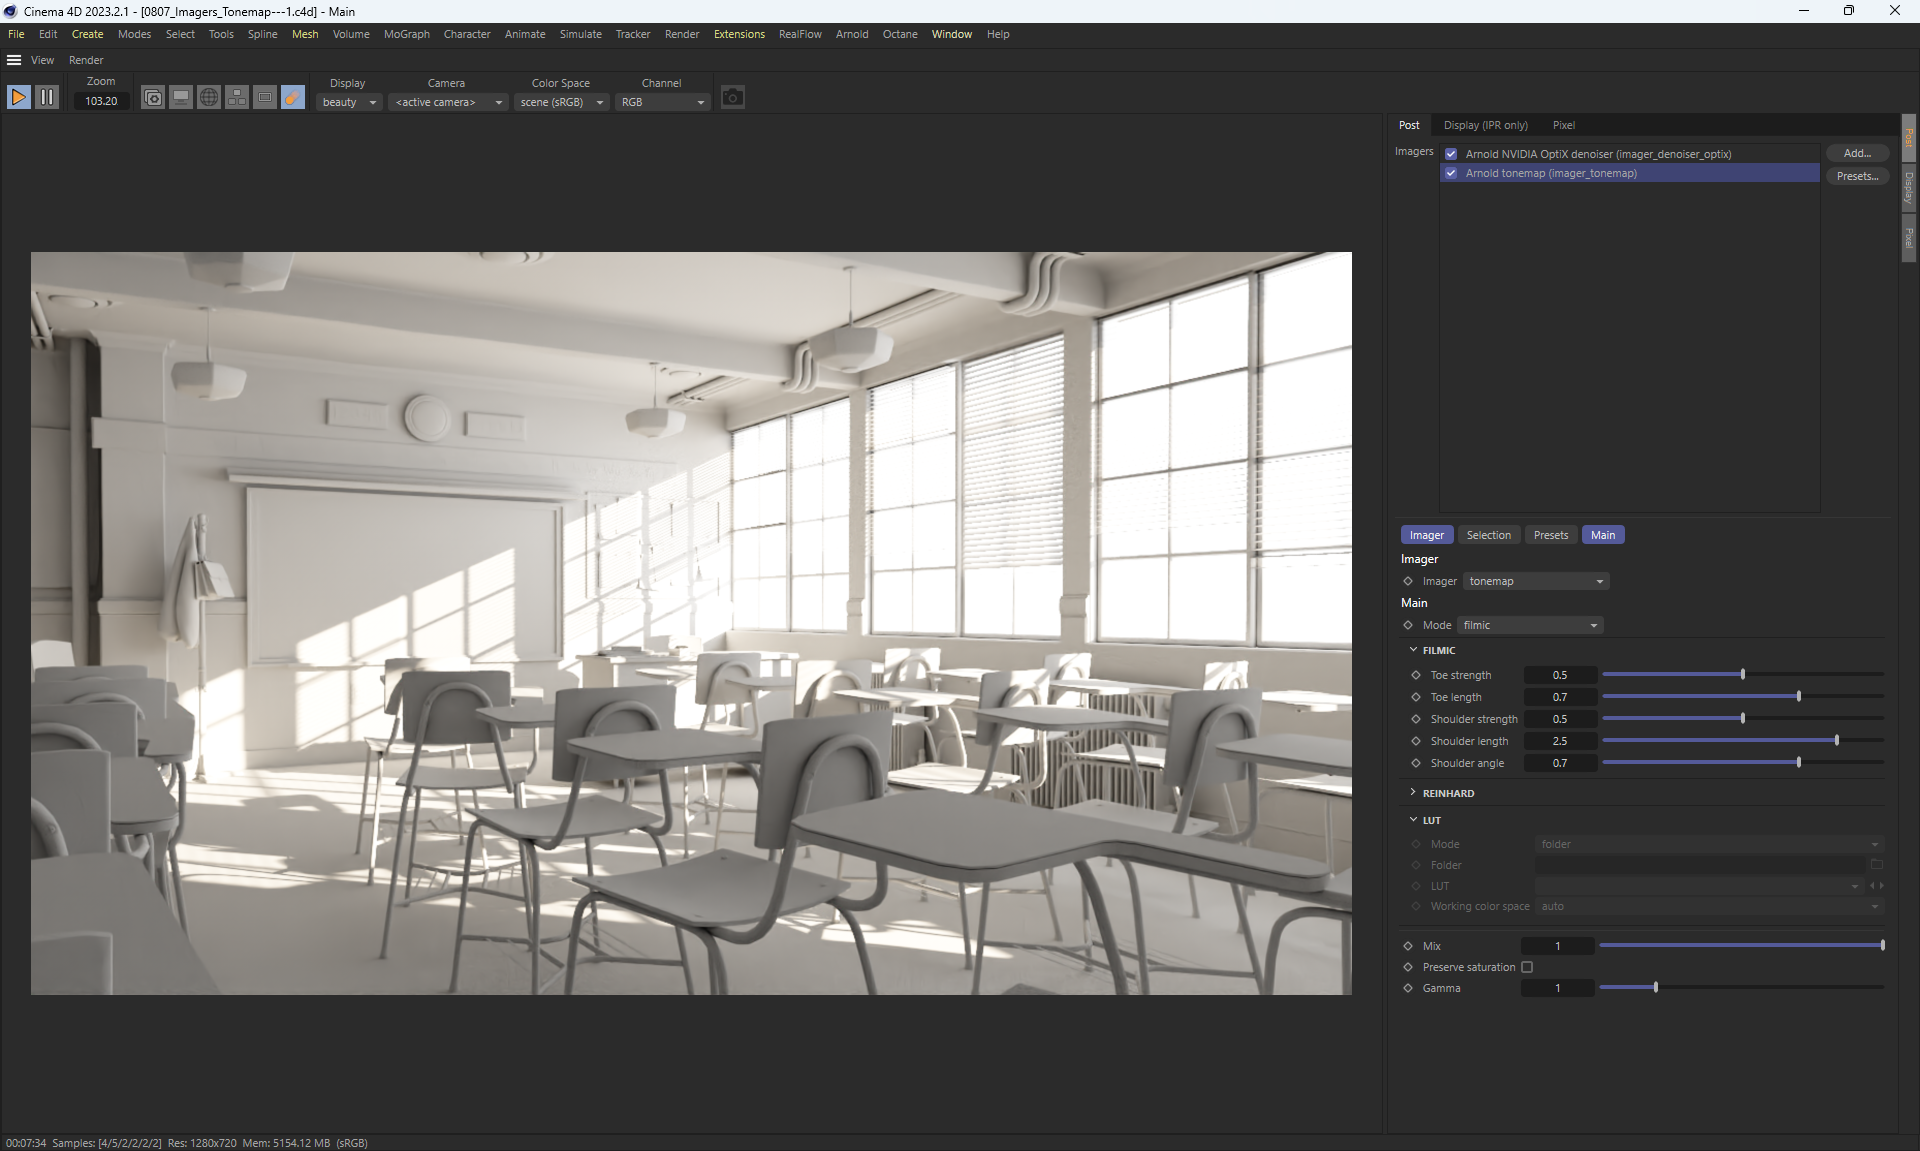 Cinema 4D 2023.2.1 - [0807_Imagers_Tonemap---1.c4d] - Main
File Edit Create Modes Select Tools Spline Mesh Volume MoGraph Character Animate Simulate Tracker Render Extensions RealFlow Arnold Octane Window Help
View Render
Zoom Display Camera Color Space Channel
103.20 beauty <active camera> scene (sRGB) RGB
Post Display (IPR only) Pixel
Imagers Arnold NVIDIA OptiX denoiser (imager_denoiser_optix) Add...
Arnold tonemap (imager_tonemap) Presets...
Post
Display
Pixel
Imager Selection Presets Main
Imager
Imager tonemap
Main
Mode filmic
FILMIC
Toe strength 0.5
Toe length 0.7
Shoulder strength 0.5
Shoulder length 2.5
Shoulder angle 0.7
REINHARD
LUT
Mode folder
Folder
LUT
Working color space auto
Mix 1
Preserve saturation
Gamma 1
00:07:34 Samples: [4/5/2/2/2/2] Res: 1280x720 Mem: 5154.12 MB (sRGB)